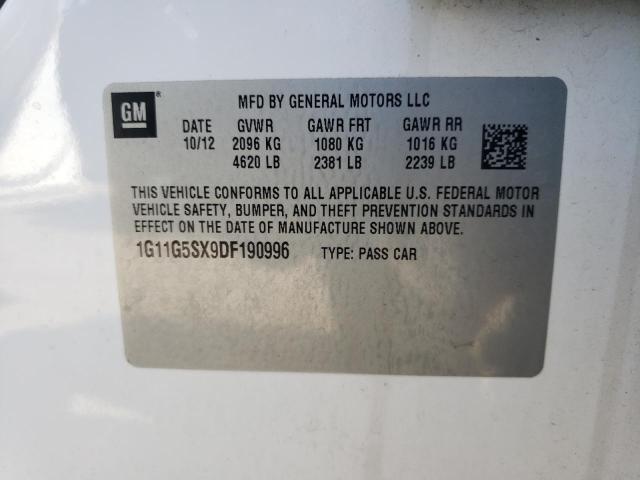 GM®
MFD BY GENERAL MOTORS LLC
DATE GVWR GAWR FRT GAWR RR
10/12 2096 KG 1080 KG 1016 KG
4620 LB 2381 LB 2239 LB
THIS VEHICLE CONFORMS TO ALL APPLICABLE U.S. FEDERAL MOTOR
VEHICLE SAFETY, BUMPER, AND THEFT PREVENTION STANDARDS IN
EFFECT ON THE DATE OF MANUFACTURE SHOWN ABOVE.
1G11G5SX9DF190996 TYPE: PASS CAR